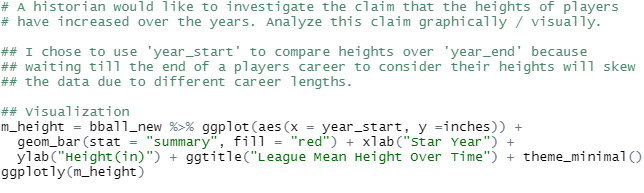 # A historian would like to investigate the claim that the heights of players
# have increased over the years. Analyze this claim graphically / visually.
## I chose to use 'year_start' to compare heights over 'year_end' because
## waiting till the end of a players career to consider their heights will skew
## the data due to different career lengths.
## Visualization
m_height = bball_new %>% ggplot(aes(x = year_start, y =inches)) +
geom_bar(stat = "summary", fill = "red") + xlab("Star Year") +
ylab("Height(in)") + ggtitle("League Mean Height Over Time") + theme_minimal()
ggplotly(m_height)